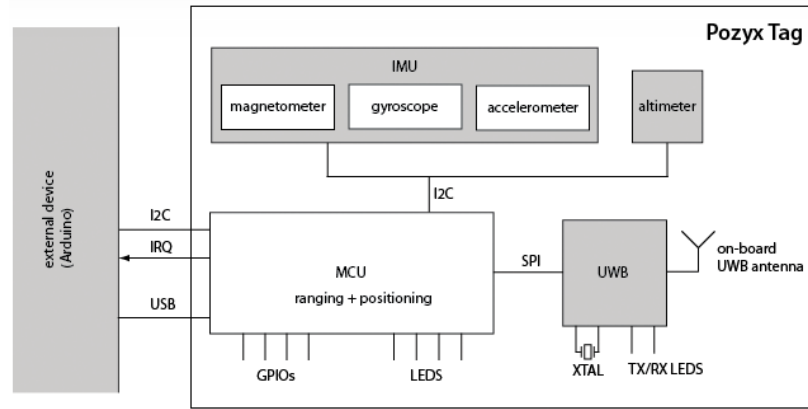 Pozyx Tag
IMU
magnetometer
gyroscope
accelerometer
altimeter
external device
(Arduino)
I2C
I2C
IRQ
USB
MCU
ranging + positioning
SPI
UWB
on-board
UWB antenna
GPIOs
LEDS
XTAL
TX/RX LEDS